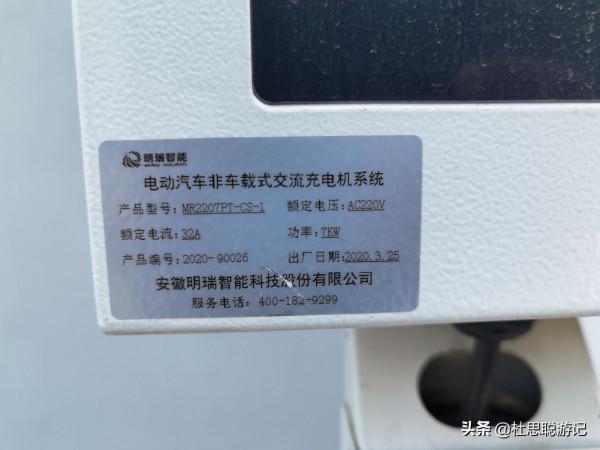 明瑞智能
电动汽车非车载式交流充电机系统
产品型号: MR2207PT-CS-1 额定电压: AC220V
额定电流: 32A 功率: 7KW
产品编号: 2020-90026 出厂日期: 2020.3.25
安徽明瑞智能科技股份有限公司
服务电话: 400-182-9299
头条 @杜思聪游记